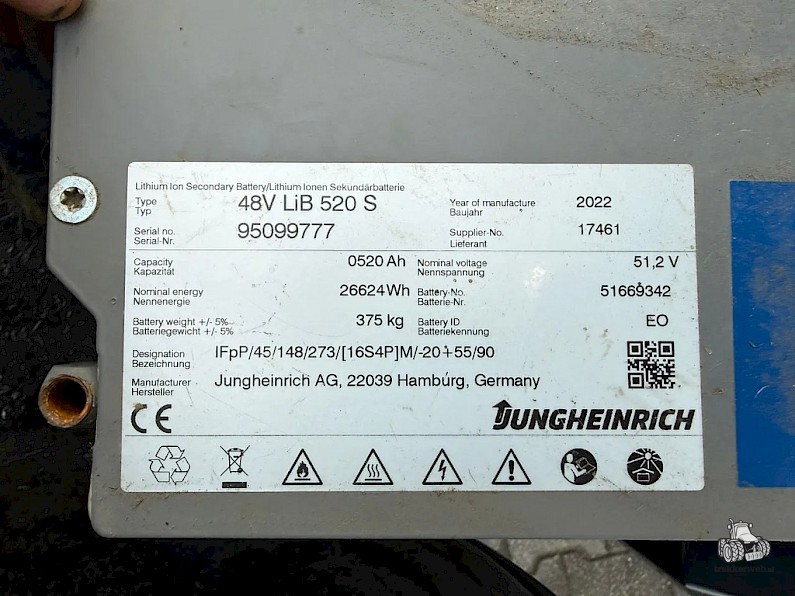 Lithium Ion Secondary Battery/Lithium Ionen Sekundärbatterie
Type 48V LiB 520 S Year of manufacture 2022
Typ Baujahr
Serial no. 95099777 Supplier-No. 17461
Serial-Nr. Lieferant
Capacity 0520 Ah Nominal voltage 51,2 V
Kapazität Nennspannung
Nominal energy 26624Wh Battery-No. 51669342
Nennenergie Batterie-Nr.
Battery weight +/- 5% 375 kg Battery ID EO
Batteriegewicht +/- 5% Batteriekennung
Designation IFpP/45/148/273/[16S4P]M/-20+55/90
Bezeichnung
Manufacturer Jungheinrich AG, 22039 Hamburg, Germany
Hersteller
CE JUNGHEINRICH